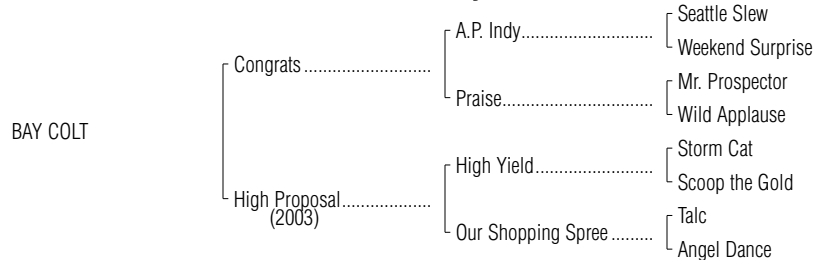 Seattle Slew
A.P. Indy............................
Weekend Surprise
Congrats ...........................
Mr. Prospector
Praise................................
Wild Applause
BAY COLT
Storm Cat
High Yield.........................
Scoop the Gold
High Proposal...................
(2003)
Talc
Our Shopping Spree .........
Angel Dance